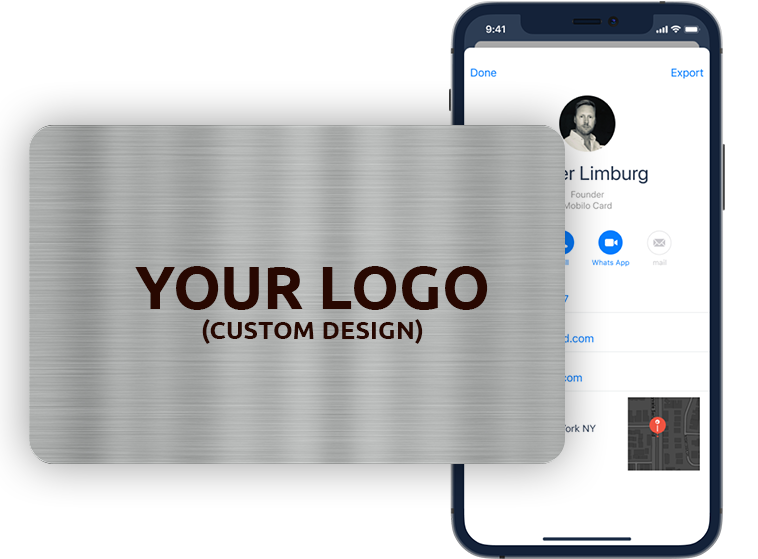 YOUR LOGO
(CUSTOM DESIGN)
9:41
Done
Export
er Limburg
Founder
Mobilo Card
Whats App
mail
7
d.com
.com
York NY